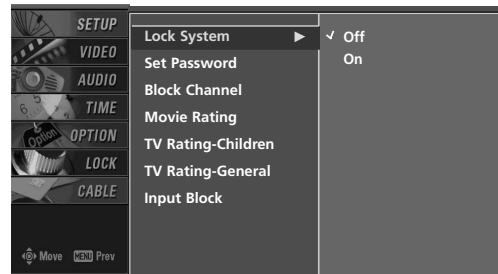 SETUP
VIDEO
AUDIO
TIME
OPTION
LOCK
CABLE
Move MENU Prev
Lock System ▶
Set Password
Block Channel
Movie Rating
TV Rating-Children
TV Rating-General
Input Block
✓ Off
On